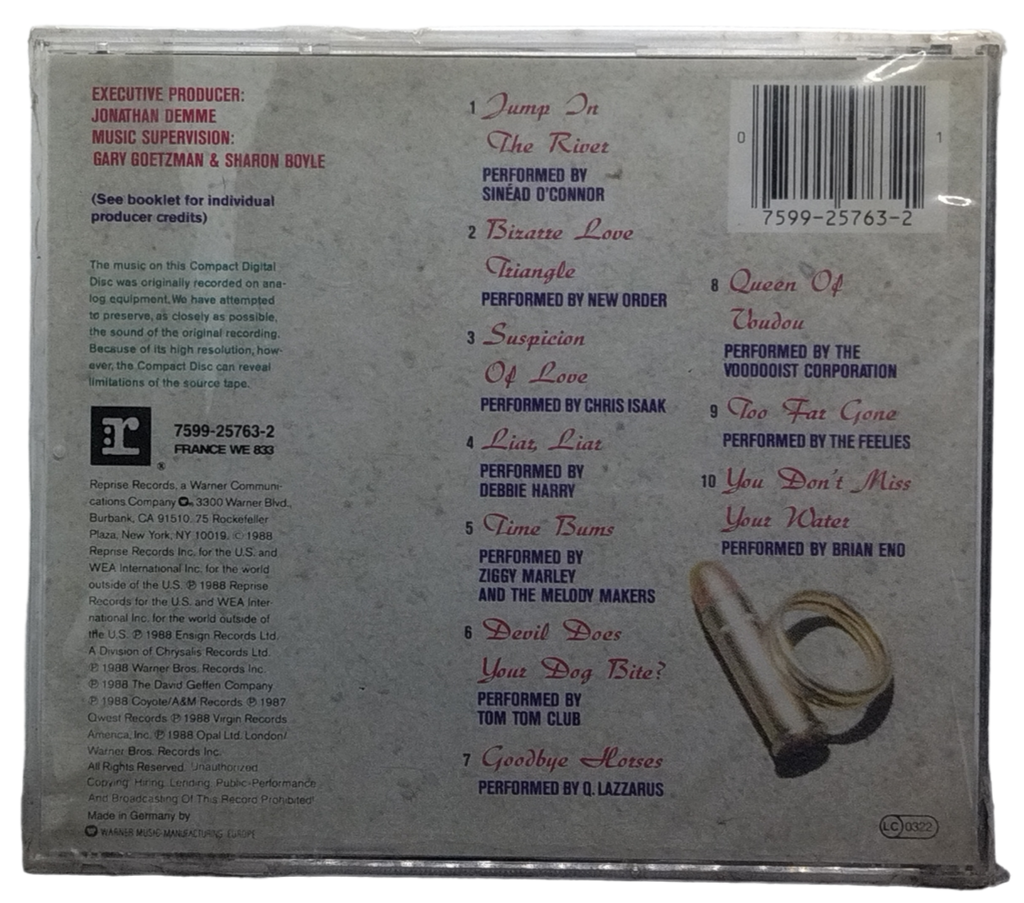 EXECUTIVE PRODUCER:
JONATHAN DEMME
MUSIC SUPERVISION:
GARY GOETZMAN & SHARON BOYLE
(See booklet for individual
producer credits)
The music on this Compact Digital
Disc was originally recorded on ana-
log equipment. We have attempted
to preserve, as closely as possible,
the sound of the original recording.
Because of its high resolution, how-
ever, the Compact Disc can reveal
limitations of the source tape.
r
®
7599-25763-2
FRANCE WE 833
Reprise Records, a Warner Communi-
cations Company 3300 Warner Blvd.,
Burbank, CA 91510. 75 Rockefeller
Plaza, New York, NY 10019. © 1988
Reprise Records Inc. for the U.S. and
WEA International Inc. for the world
outside of the U.S. ℗ 1988 Reprise
Records for the U.S. and WEA Inter-
national Inc. for the world outside of
the U.S. ℗ 1988 Ensign Records Ltd.
A Division of Chrysalis Records Ltd.
℗ 1988 Warner Bros. Records Inc.
℗ 1988 The David Geffen Company
℗ 1988 Coyote/A&M Records ℗ 1987
Qwest Records ℗ 1988 Virgin Records
America, Inc. ℗ 1988 Opal Ltd. London/
Warner Bros. Records Inc.
All Rights Reserved. Unauthorized
Copying, Hiring, Lending, Public-Performance
And Broadcasting Of This Record Prohibited!
Made in Germany by
WARNER MUSIC-MANUFACTURING EUROPE
1 Jump In
The River
PERFORMED BY
SINÉAD O'CONNOR
2 Bizarre Love
Triangle
PERFORMED BY NEW ORDER
3 Suspicion
Of Love
PERFORMED BY CHRIS ISAAK
4 Liar, Liar
PERFORMED BY
DEBBIE HARRY
5 Time Bums
PERFORMED BY
ZIGGY MARLEY
AND THE MELODY MAKERS
6 Devil Does
Your Dog Bite?
PERFORMED BY
TOM TOM CLUB
7 Goodbye Horses
PERFORMED BY Q. LAZZARUS
0 1
7599-25763-2
8 Queen Of
Voudou
PERFORMED BY THE
VOODOOIST CORPORATION
9 Too Far Gone
PERFORMED BY THE FEELIES
10 You Don't Miss
Your Water
PERFORMED BY BRIAN ENO
LC 0322